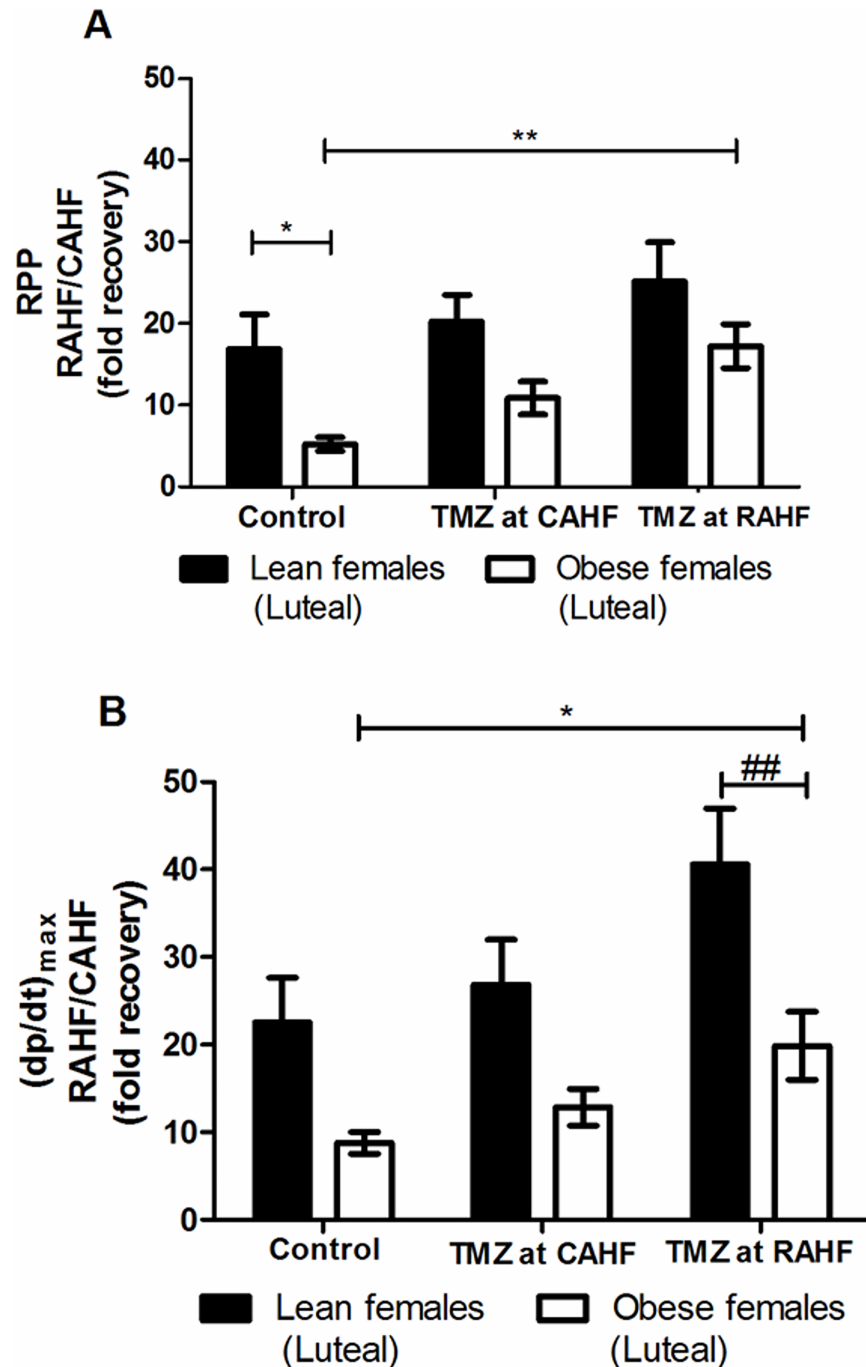 A
RPP
RAHF/CAHF
(fold recovery)
50
40
30
20
10
0
**
*
Control
TMZ at CAHF
TMZ at RAHF
Lean females
(Luteal)
Obese females
(Luteal)
B
(dp/dt)max
RAHF/CAHF
(fold recovery)
50
40
30
20
10
0
*
##
Control
TMZ at CAHF
TMZ at RAHF
Lean females
(Luteal)
Obese females
(Luteal)